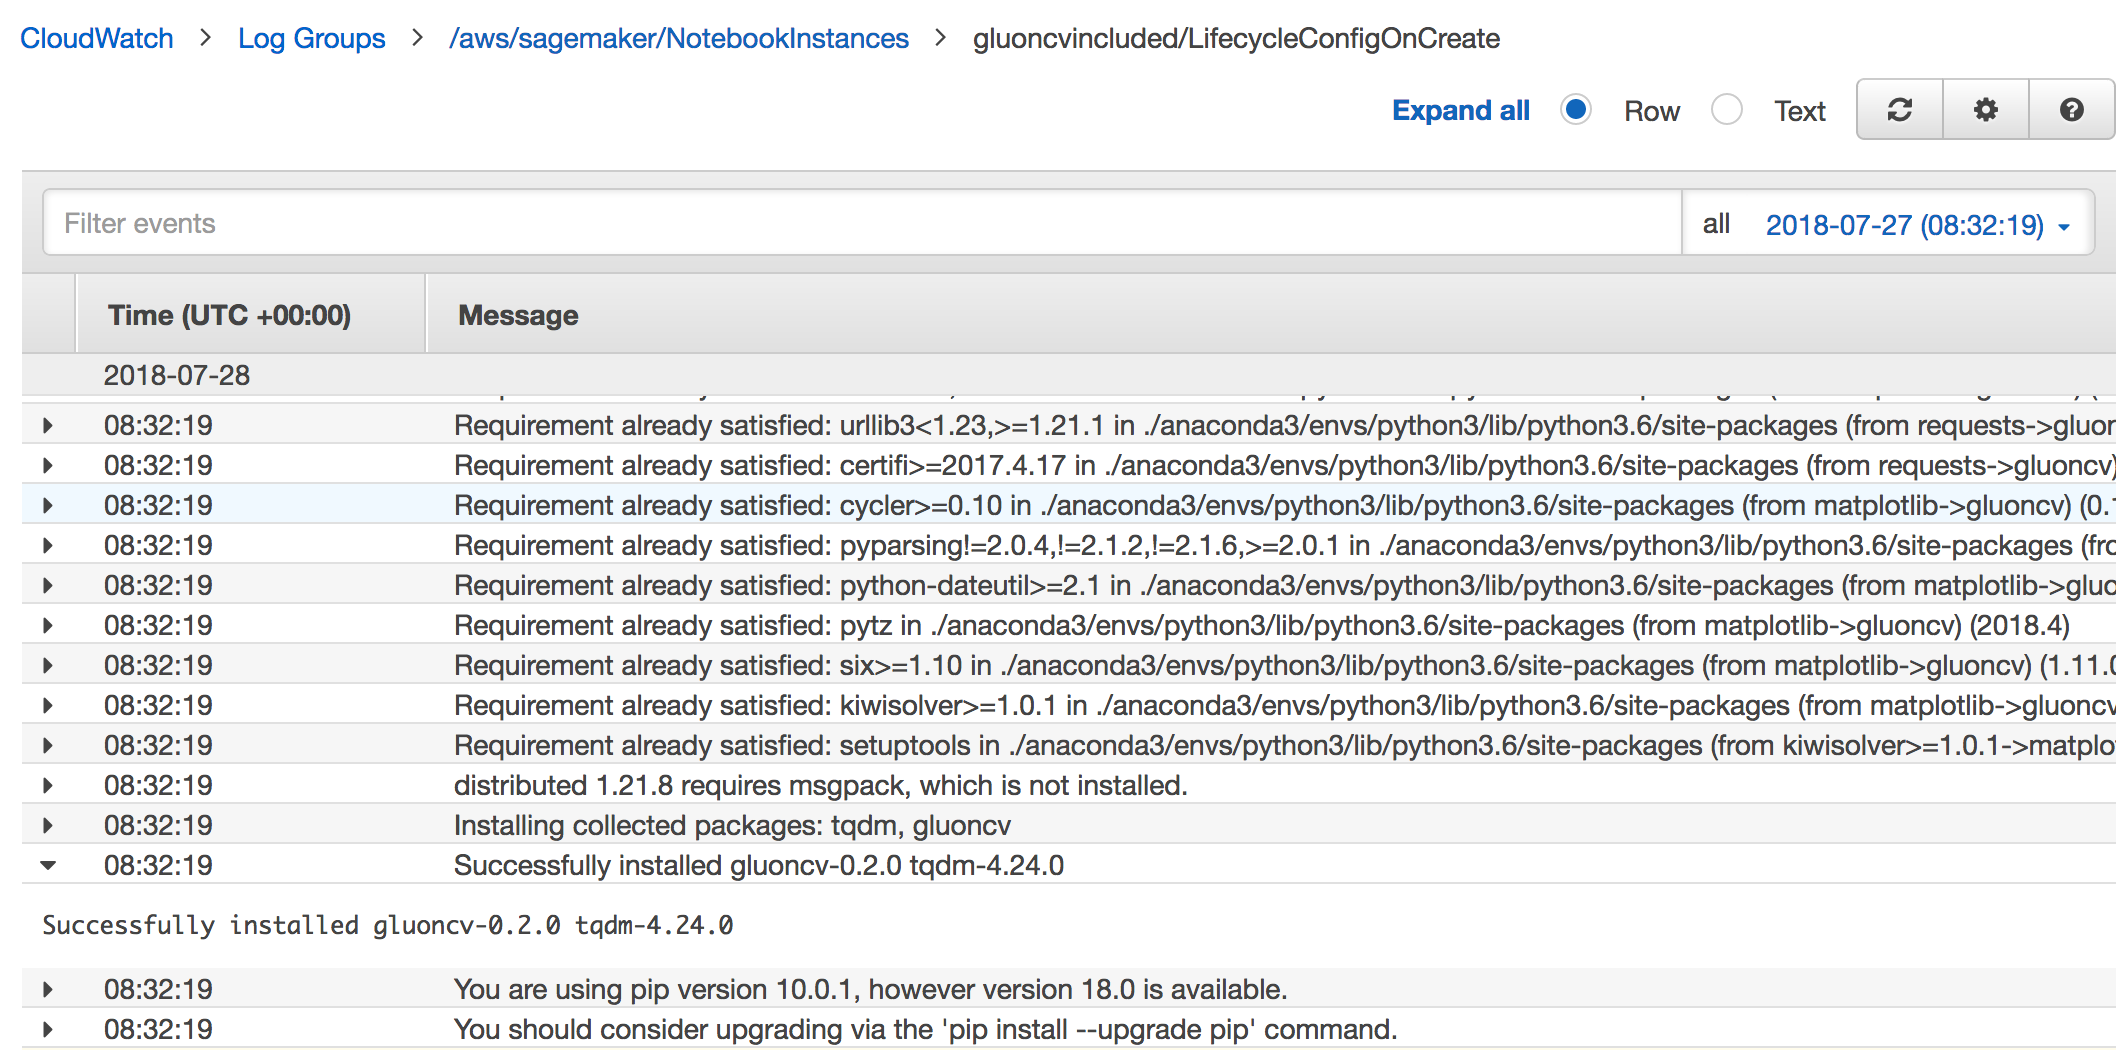 CloudWatch > Log Groups > /aws/sagemaker/NotebookInstances > gluoncvincluded/LifecycleConfigOnCreate
Expand all Row Text
Filter events all 2018-07-27 (08:32:19)
Time (UTC +00:00) Message
2018-07-28
08:32:19 Requirement already satisfied: urllib3<1.23,>=1.21.1 in ./anaconda3/envs/python3/lib/python3.6/site-packages (from requests->gluon
08:32:19 Requirement already satisfied: certifi>=2017.4.17 in ./anaconda3/envs/python3/lib/python3.6/site-packages (from requests->gluoncv)
08:32:19 Requirement already satisfied: cycler>=0.10 in ./anaconda3/envs/python3/lib/python3.6/site-packages (from matplotlib->gluoncv) (0.1
08:32:19 Requirement already satisfied: pyparsing!=2.0.4,!=2.1.2,!=2.1.6,>=2.0.1 in ./anaconda3/envs/python3/lib/python3.6/site-packages (fro
08:32:19 Requirement already satisfied: python-dateutil>=2.1 in ./anaconda3/envs/python3/lib/python3.6/site-packages (from matplotlib->gluo
08:32:19 Requirement already satisfied: pytz in ./anaconda3/envs/python3/lib/python3.6/site-packages (from matplotlib->gluoncv) (2018.4)
08:32:19 Requirement already satisfied: six>=1.10 in ./anaconda3/envs/python3/lib/python3.6/site-packages (from matplotlib->gluoncv) (1.11.0
08:32:19 Requirement already satisfied: kiwisolver>=1.0.1 in ./anaconda3/envs/python3/lib/python3.6/site-packages (from matplotlib->gluoncv
08:32:19 Requirement already satisfied: setuptools in ./anaconda3/envs/python3/lib/python3.6/site-packages (from kiwisolver>=1.0.1->matplo
08:32:19 distributed 1.21.8 requires msgpack, which is not installed.
08:32:19 Installing collected packages: tqdm, gluoncv
08:32:19 Successfully installed gluoncv-0.2.0 tqdm-4.24.0
Successfully installed gluoncv-0.2.0 tqdm-4.24.0
08:32:19 You are using pip version 10.0.1, however version 18.0 is available.
08:32:19 You should consider upgrading via the 'pip install --upgrade pip' command.